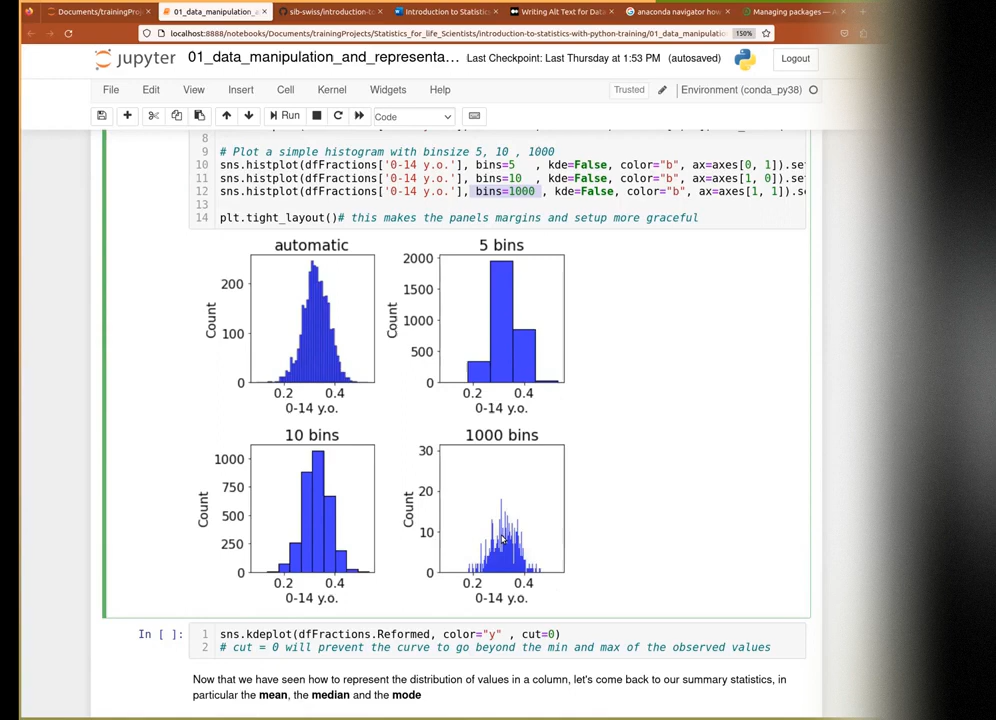 Documents/trainingProj
01_data_manipulation_a
sib-swiss/introduction-to
Introduction to Statistic
Writing Alt Text for Data
anaconda navigator how
Managing packages — A
localhost:8888/notebooks/Documents/trainingProjects/Statistics_for_life_Scientists/introduction-to-statistics-with-python-training/01_data_manipulatio
150%
jupyter
01_data_manipulation_and_representa…
Last Checkpoint: Last Thursday at 1:53 PM (autosaved)
Logout
File Edit View Insert Cell Kernel Widgets Help
Trusted
Environment (conda_py38)
Run
Code
8
9 # Plot a simple histogram with binsize 5, 10 , 1000
10 sns.histplot(dfFractions['0-14 y.o.'], bins=5 , kde=False, color="b", ax=axes[0, 1]).se
11 sns.histplot(dfFractions['0-14 y.o.'], bins=10 , kde=False, color="b", ax=axes[1, 0]).se
12 sns.histplot(dfFractions['0-14 y.o.'], bins=1000 , kde=False, color="b", ax=axes[1, 1]).s
13
14 plt.tight_layout()# this makes the panels margins and setup more graceful
automatic
200
100
0
Count
0.2 0.4
0-14 y.o.
5 bins
2000
1500
1000
500
0
Count
0.2 0.4
0-14 y.o.
10 bins
1000
750
500
250
0
Count
0.2 0.4
0-14 y.o.
1000 bins
30
20
10
0
Count
0.2 0.4
0-14 y.o.
In [ ]:
1 sns.kdeplot(dfFractions.Reformed, color="y" , cut=0)
2 # cut = 0 will prevent the curve to go beyond the min and max of the observed values
Now that we have seen how to represent the distribution of values in a column, let's come back to our summary statistics, in
particular the mean, the median and the mode